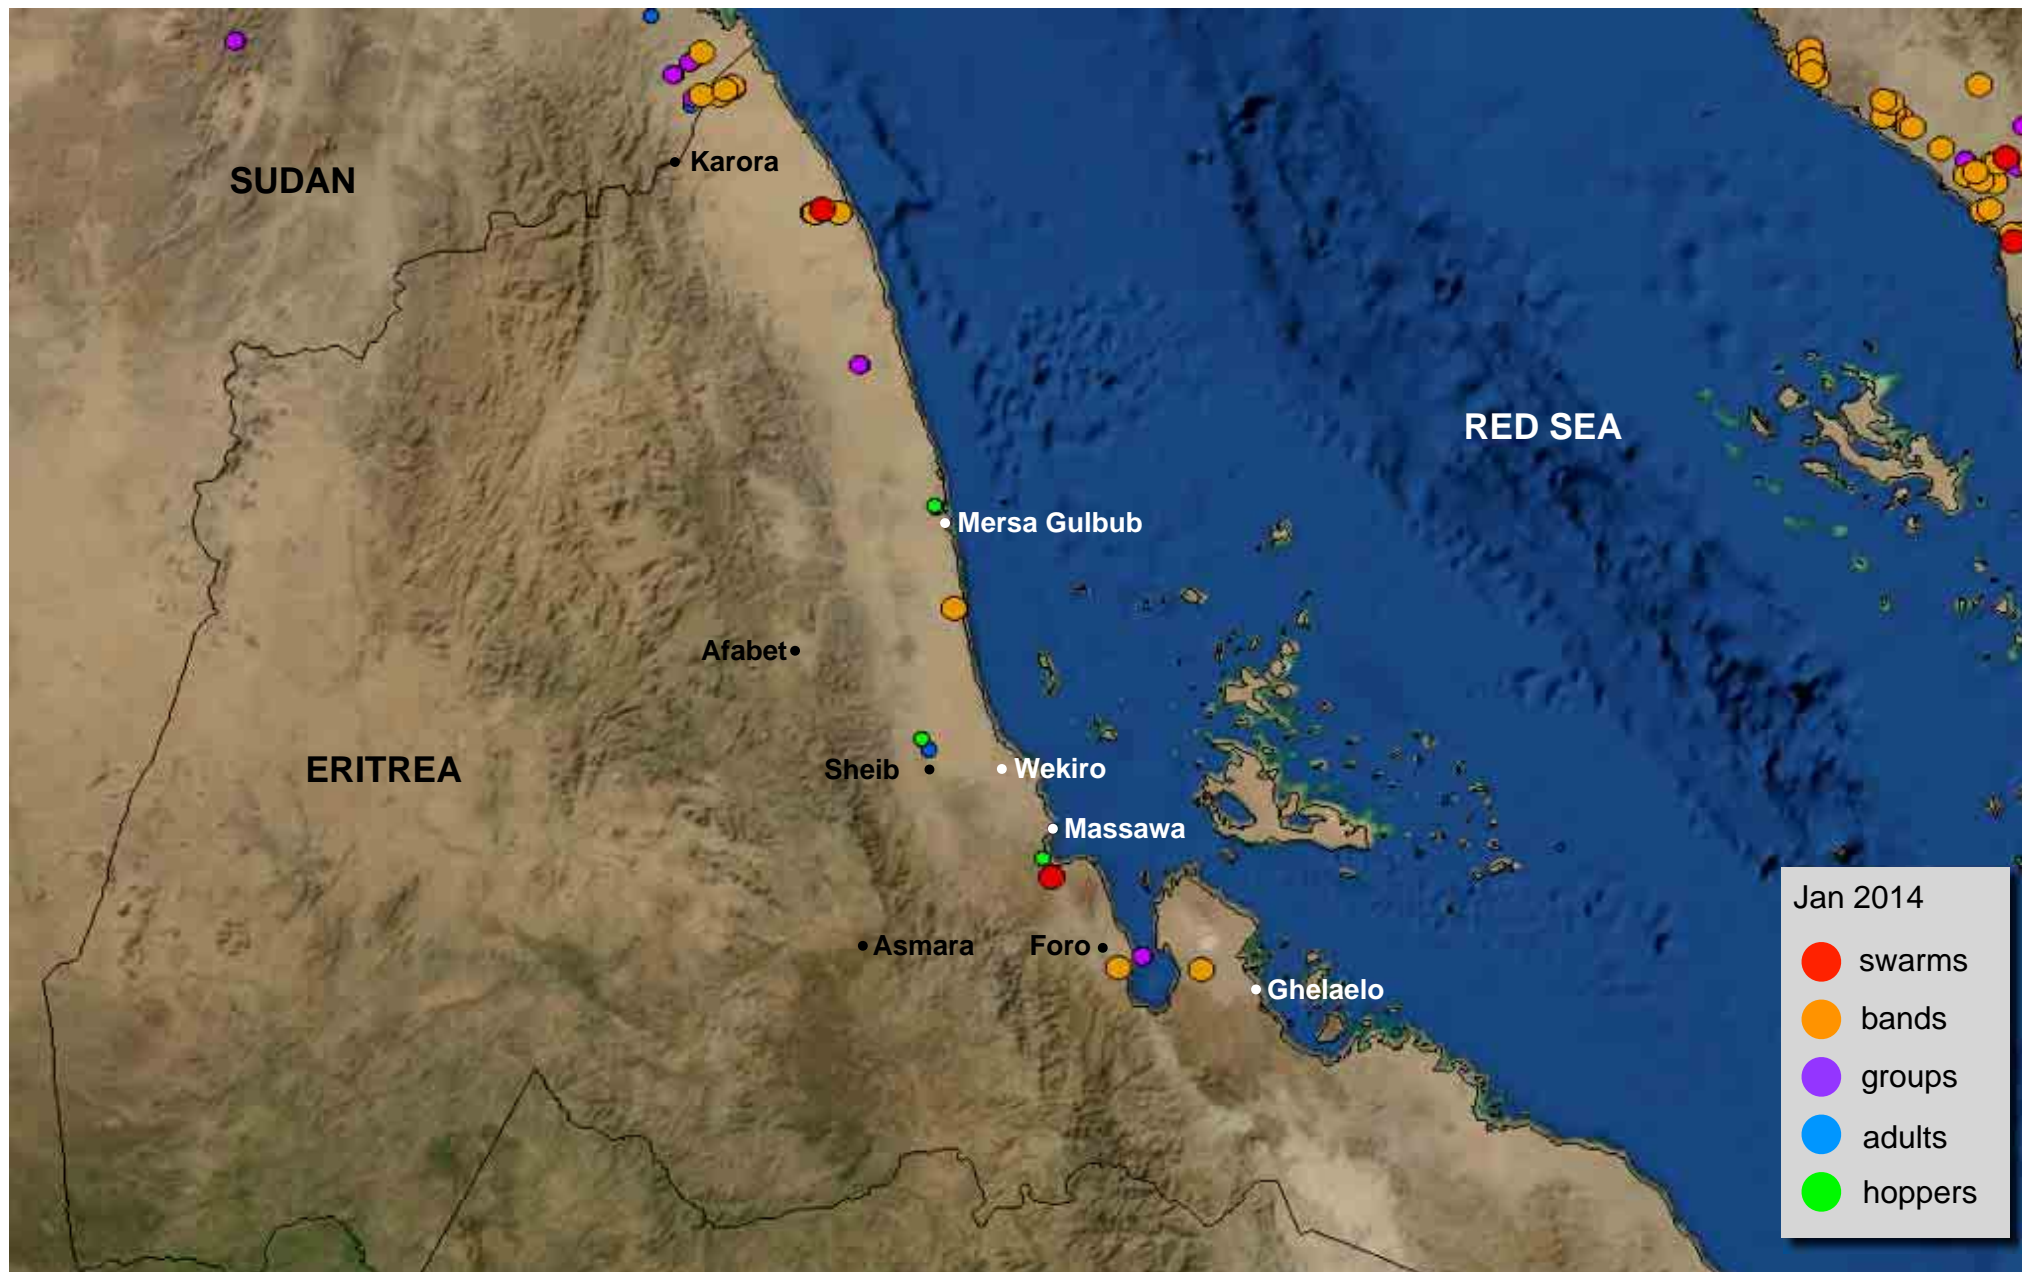 Karora
SUDAN
RED SEA
Mersa Gulbub
Afabet
ERITREA
Sheib
Wekiro
Massawa
Asmara
Foro
Ghelaelo
Jan 2014
swarms
bands
groups
adults
hoppers